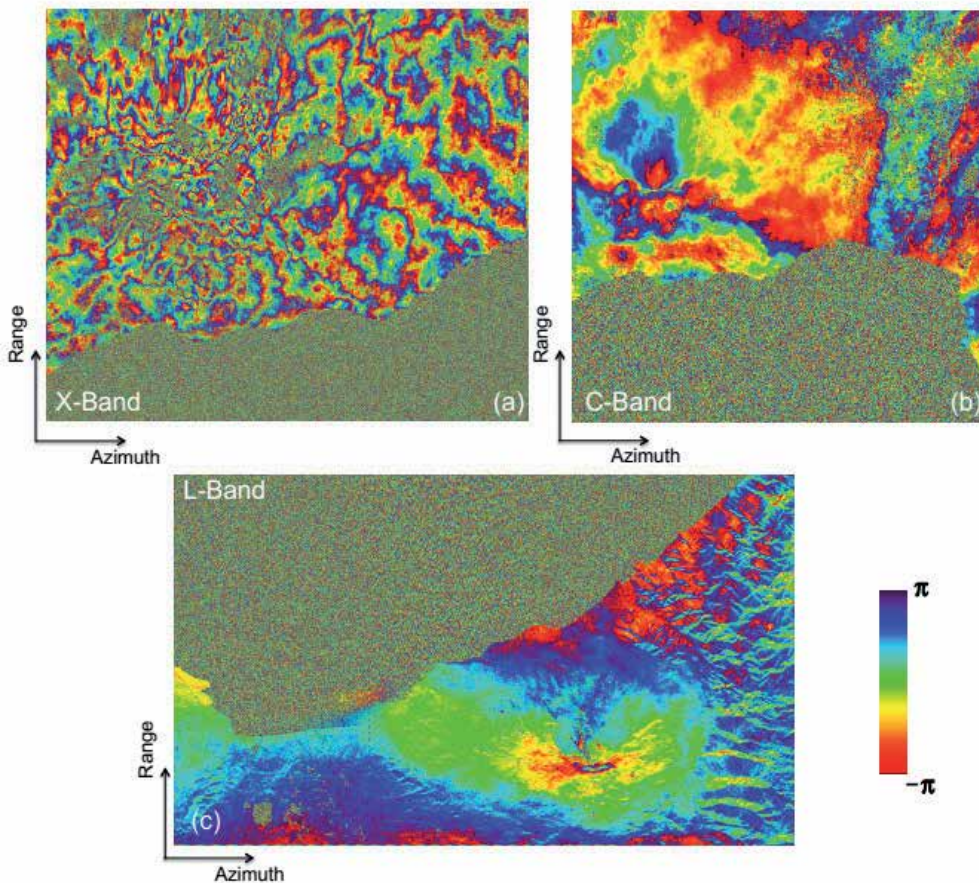 Range
X-Band
(a)
Azimuth
Range
C-Band
(b)
Azimuth
L-Band
Range
(c)
Azimuth
π
-π